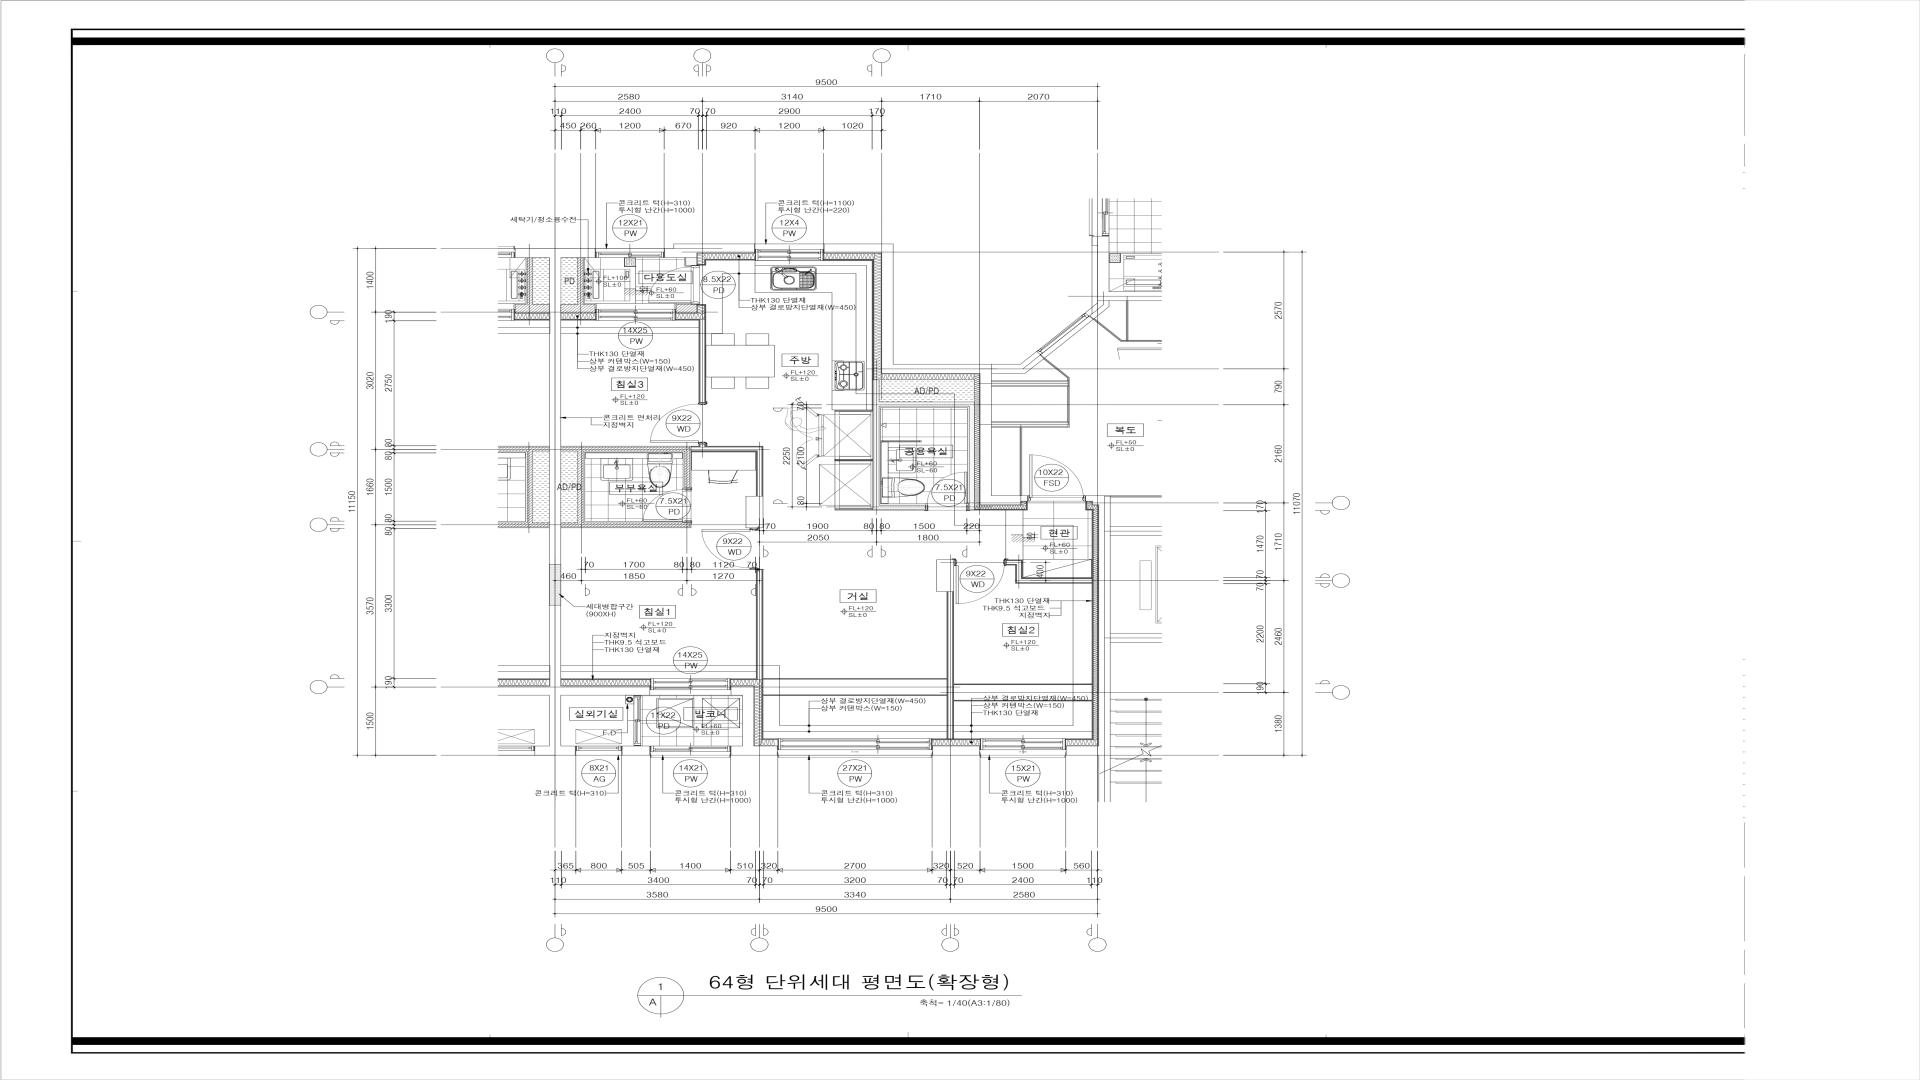 9500
2580 3140 1710 2070
110 2400 70 70 2900 170
450 260 1200 670 920 1200 1020
콘크리트 턱(H=310)
투시형 난간(H=1000)
콘크리트 턱(H=1100)
투시형 난간(H=220)
세탁기/청소용수전
12X21
PW
12X4
PW
PD
FL+100
SL±0
다용도실
FL+60
SL±0
8.5X22
PD
THK130 단열재
상부 결로방지단열재(W=450)
14X25
PW
THK130 단열재
상부 커텐박스(W=150)
상부 결로방지단열재(W=450)
침실3
FL+120
SL±0
주방
FL+120
SL±0
AD/PD
콘크리트 면처리
지정벽지
9X22
WD
복도
FL+50
SL±0
공용욕실
FL+60
SL-60
7.5X21
PD
10X22
FSD
AD/PD
부부욕실
FL+60
SL-60
7.5X21
PD
70
2250
2100
80
70 1900 80 80 1500 220
2050 1800
현관
FL+60
SL±0
400
9X22
WD
70 1700 80 80 1120 70
460 1850 1270
9X22
WD
세대병합구간
(900XH)
침실1
FL+120
SL±0
거실
FL+120
SL±0
THK130 단열재
THK9.5 석고보드
지정벽지
침실2
FL+120
SL±0
지정벽지
THK9.5 석고보드
THK130 단열재
14X25
PW
상부 결로방지단열재(W=450)
상부 커텐박스(W=150)
상부 결로방지단열재(W=450)
상부 커텐박스(W=150)
THK130 단열재
실외기실
F.D
11X22
PD
발코니
FL+60
SL±0
8X21
AG
14X21
PW
27X21
PW
15X21
PW
콘크리트 턱(H=310)
콘크리트 턱(H=310)
투시형 난간(H=1000)
콘크리트 턱(H=310)
투시형 난간(H=1000)
콘크리트 턱(H=310)
투시형 난간(H=1000)
11150
1400
3020
1660
3570
1500
190
2750
80
80
1500
80
80
3300
190
2570
790
2160
1710
2460
1380
11070
170
1470
70
70
2200
190
365 800 505 1400 510 320 2700 320 520 1500 560
110 3400 70 70 3200 70 70 2400 110
3580 3340 2580
9500
1
A
64형 단위세대 평면도(확장형)
축척= 1/40(A3:1/80)